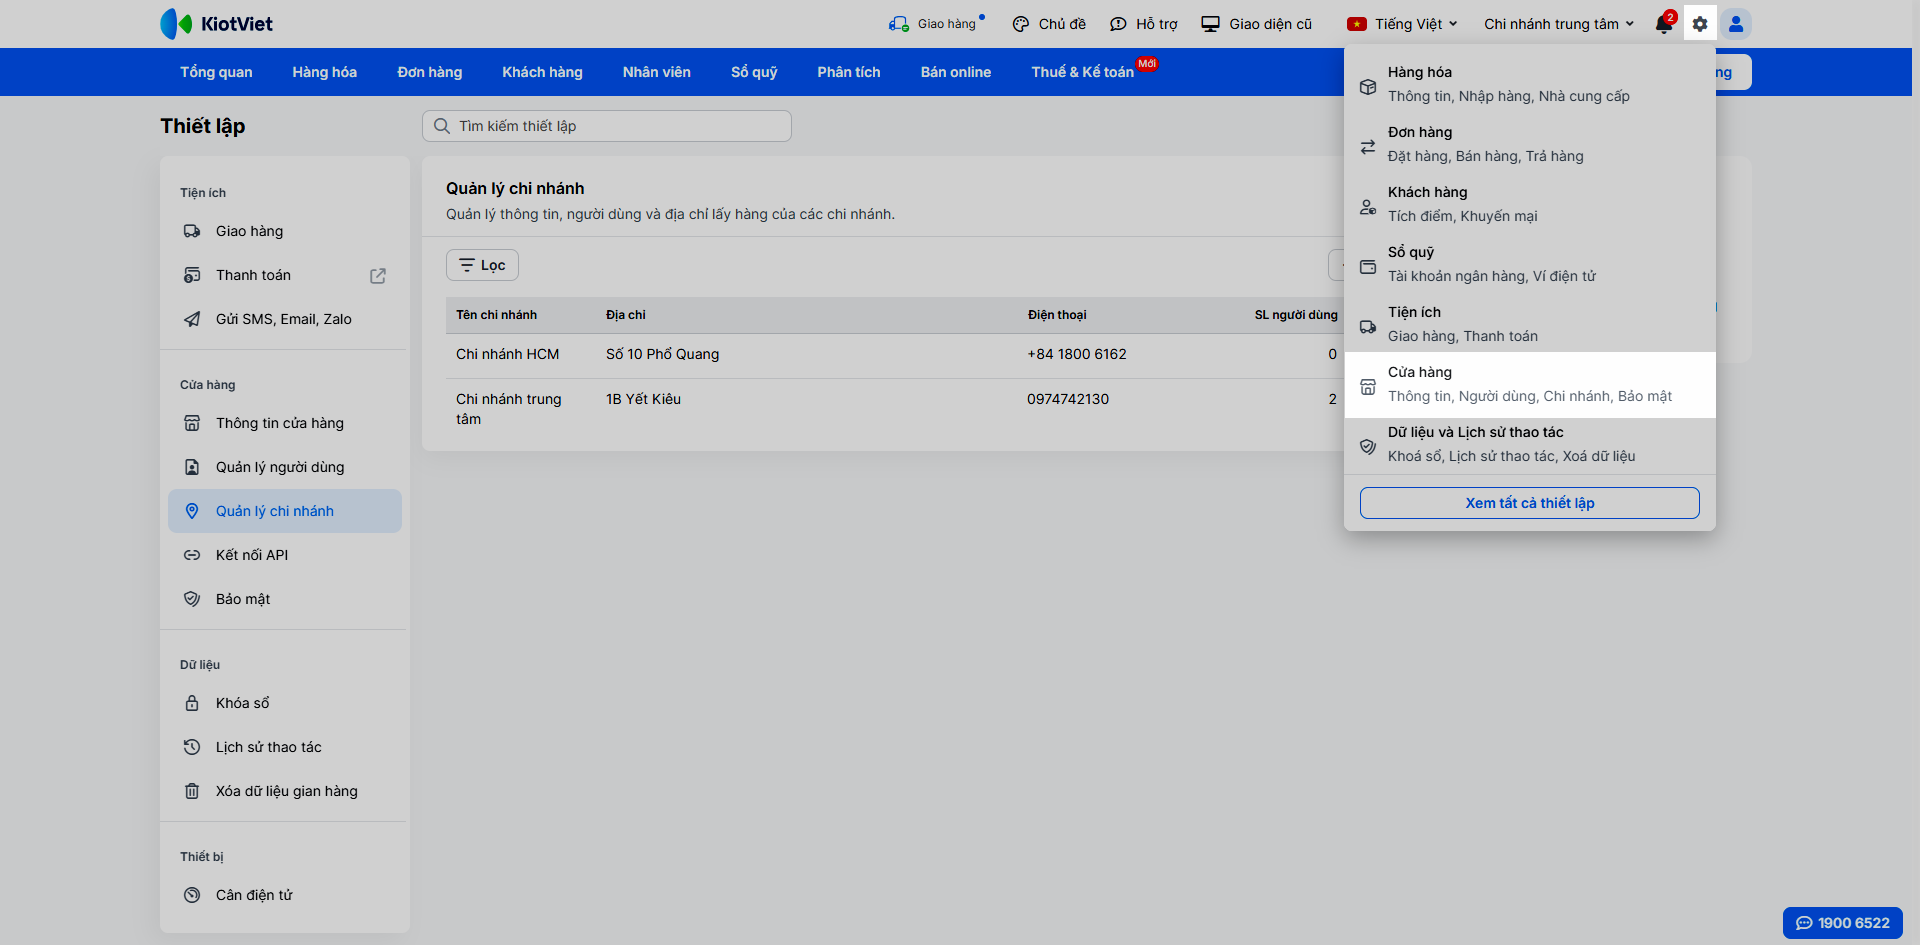 KiotViet
Giao hàng
Chủ đề
Hỗ trợ
Giao diện cũ
Tiếng Việt
Chi nhánh trung tâm
2
Tổng quan
Hàng hóa
Đơn hàng
Khách hàng
Nhân viên
Sổ quỹ
Phân tích
Bán online
Thuế & Kế toán
Mới
Thiết lập
Tìm kiếm thiết lập
Tiện ích
Giao hàng
Thanh toán
Gửi SMS, Email, Zalo
Cửa hàng
Thông tin cửa hàng
Quản lý người dùng
Quản lý chi nhánh
Kết nối API
Bảo mật
Dữ liệu
Khóa sổ
Lịch sử thao tác
Xóa dữ liệu gian hàng
Thiết bị
Cân điện tử
Quản lý chi nhánh
Quản lý thông tin, người dùng và địa chỉ lấy hàng của các chi nhánh.
Lọc
Tên chi nhánh Địa chỉ Điện thoại SL người dùng
Chi nhánh HCM Số 10 Phổ Quang +84 1800 6162 0
Chi nhánh trung 1B Yết Kiêu 0974742130 2
tâm
Hàng hóa
Thông tin, Nhập hàng, Nhà cung cấp
Đơn hàng
Đặt hàng, Bán hàng, Trả hàng
Khách hàng
Tích điểm, Khuyến mại
Sổ quỹ
Tài khoản ngân hàng, Ví điện tử
Tiện ích
Giao hàng, Thanh toán
Cửa hàng
Thông tin, Người dùng, Chi nhánh, Bảo mật
Dữ liệu và Lịch sử thao tác
Khoá sổ, Lịch sử thao tác, Xoá dữ liệu
Xem tất cả thiết lập
1900 6522